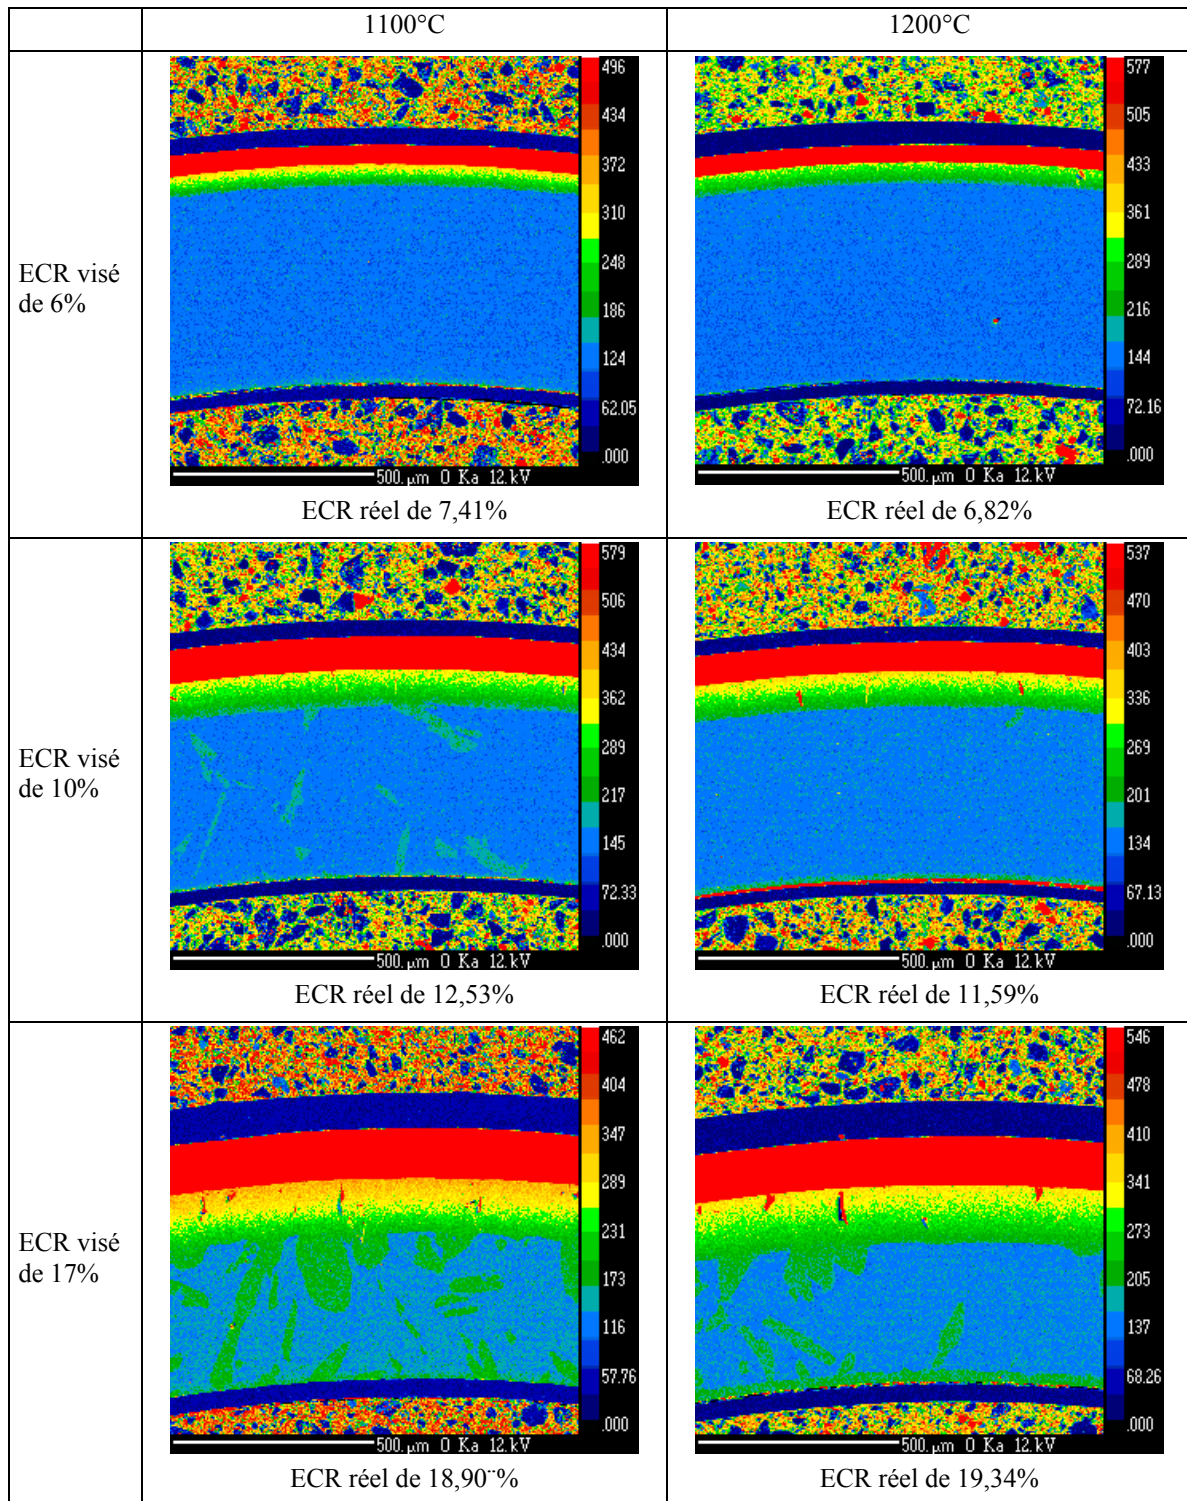 1100°C
1200°C
ECR visé
de 6%
496
434
372
310
248
186
124
62.05
.000
500. µm O Ka 12.kV
ECR réel de 7,41%
577
505
433
361
289
216
144
72.16
.000
500. µm O Ka 12.kV
ECR réel de 6,82%
ECR visé
de 10%
579
506
434
362
289
217
145
72.33
.000
500. µm O Ka 12.kV
ECR réel de 12,53%
537
470
403
336
269
201
134
67.13
.000
500. µm O Ka 12.kV
ECR réel de 11,59%
ECR visé
de 17%
462
404
347
289
231
173
116
57.76
.000
500. µm O Ka 12.kV
ECR réel de 18,90¨%
546
478
410
341
273
205
137
68.26
.000
500. µm O Ka 12.kV
ECR réel de 19,34%